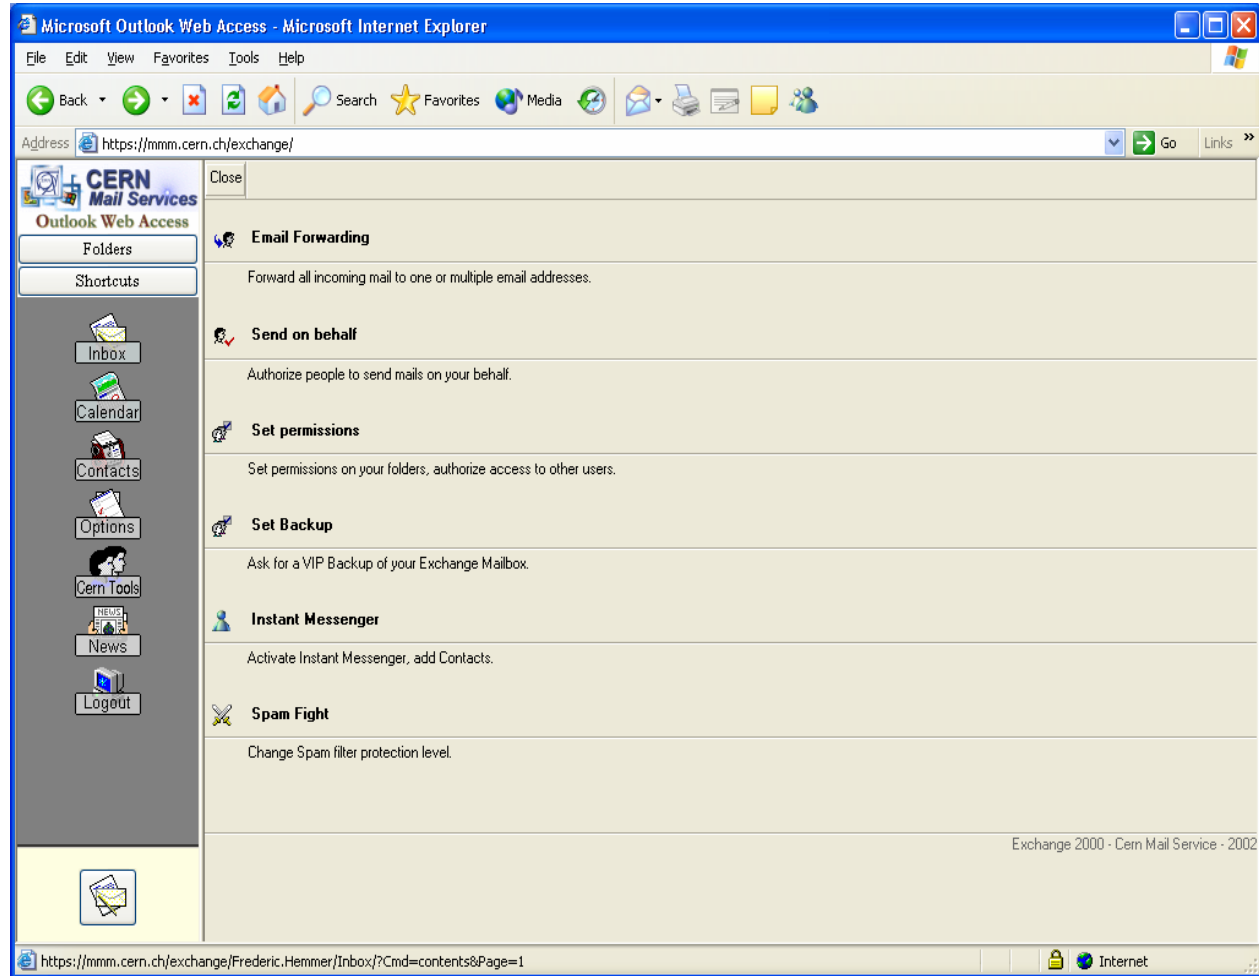 Microsoft Outlook Web Access - Microsoft Internet Explorer
File Edit View Favorites Tools Help
Back Search Favorites Media
Address https://mmm.cern.ch/exchange/ Go Links »
CERN
Mail Services
Outlook Web Access
Folders
Shortcuts
Inbox
Calendar
Contacts
Options
Cern Tools
NEWS
News
Logout
Close
Email Forwarding
Forward all incoming mail to one or multiple email addresses.
Send on behalf
Authorize people to send mails on your behalf.
Set permissions
Set permissions on your folders, authorize access to other users.
Set Backup
Ask for a VIP Backup of your Exchange Mailbox.
Instant Messenger
Activate Instant Messenger, add Contacts.
Spam Fight
Change Spam filter protection level.
Exchange 2000 - Cern Mail Service - 2002
https://mmm.cern.ch/exchange/Frederic.Hemmer/Inbox/?Cmd=contents&Page=1 Internet